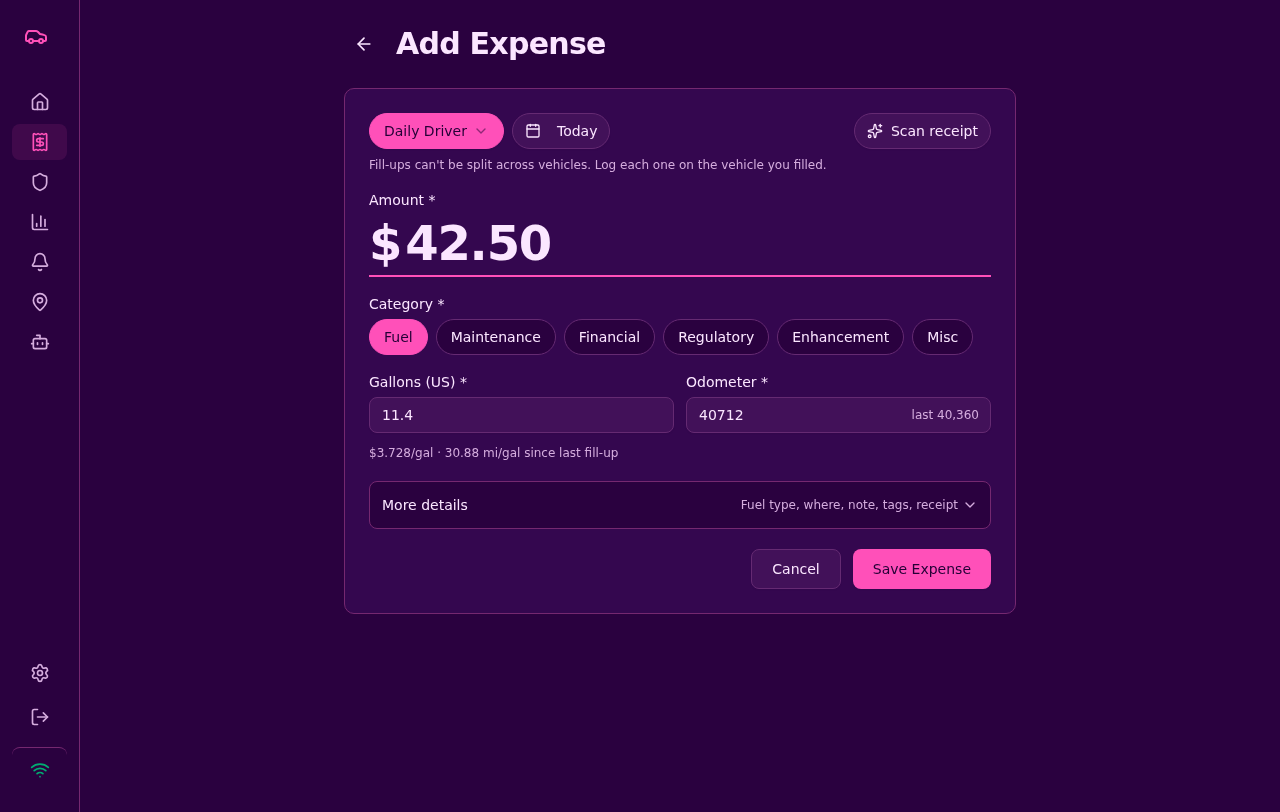 Add Expense
Daily Driver
Today
Scan receipt
Fill-ups can't be split across vehicles. Log each one on the vehicle you filled.
Amount *
$42.50
Category *
Fuel
Maintenance
Financial
Regulatory
Enhancement
Misc
Gallons (US) *
Odometer *
11.4
40712
last 40,360
$3.728/gal · 30.88 mi/gal since last fill-up
More details
Fuel type, where, note, tags, receipt
Cancel
Save Expense